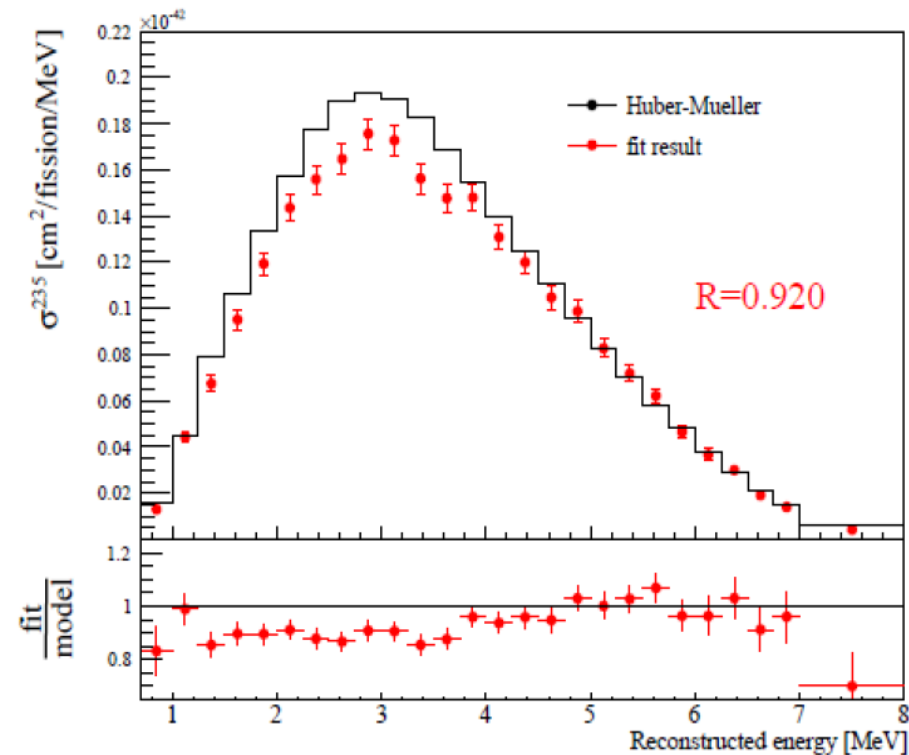 ×10⁻⁴²
0.22
0.2
0.18
0.16
0.14
0.12
0.1
0.08
0.06
0.04
0.02
σ²³⁵ [cm²/fission/MeV]
Huber-Mueller
fit result
R=0.920
1.2
1
0.8
fit
model
1 2 3 4 5 6 7 8
Reconstructed energy [MeV]